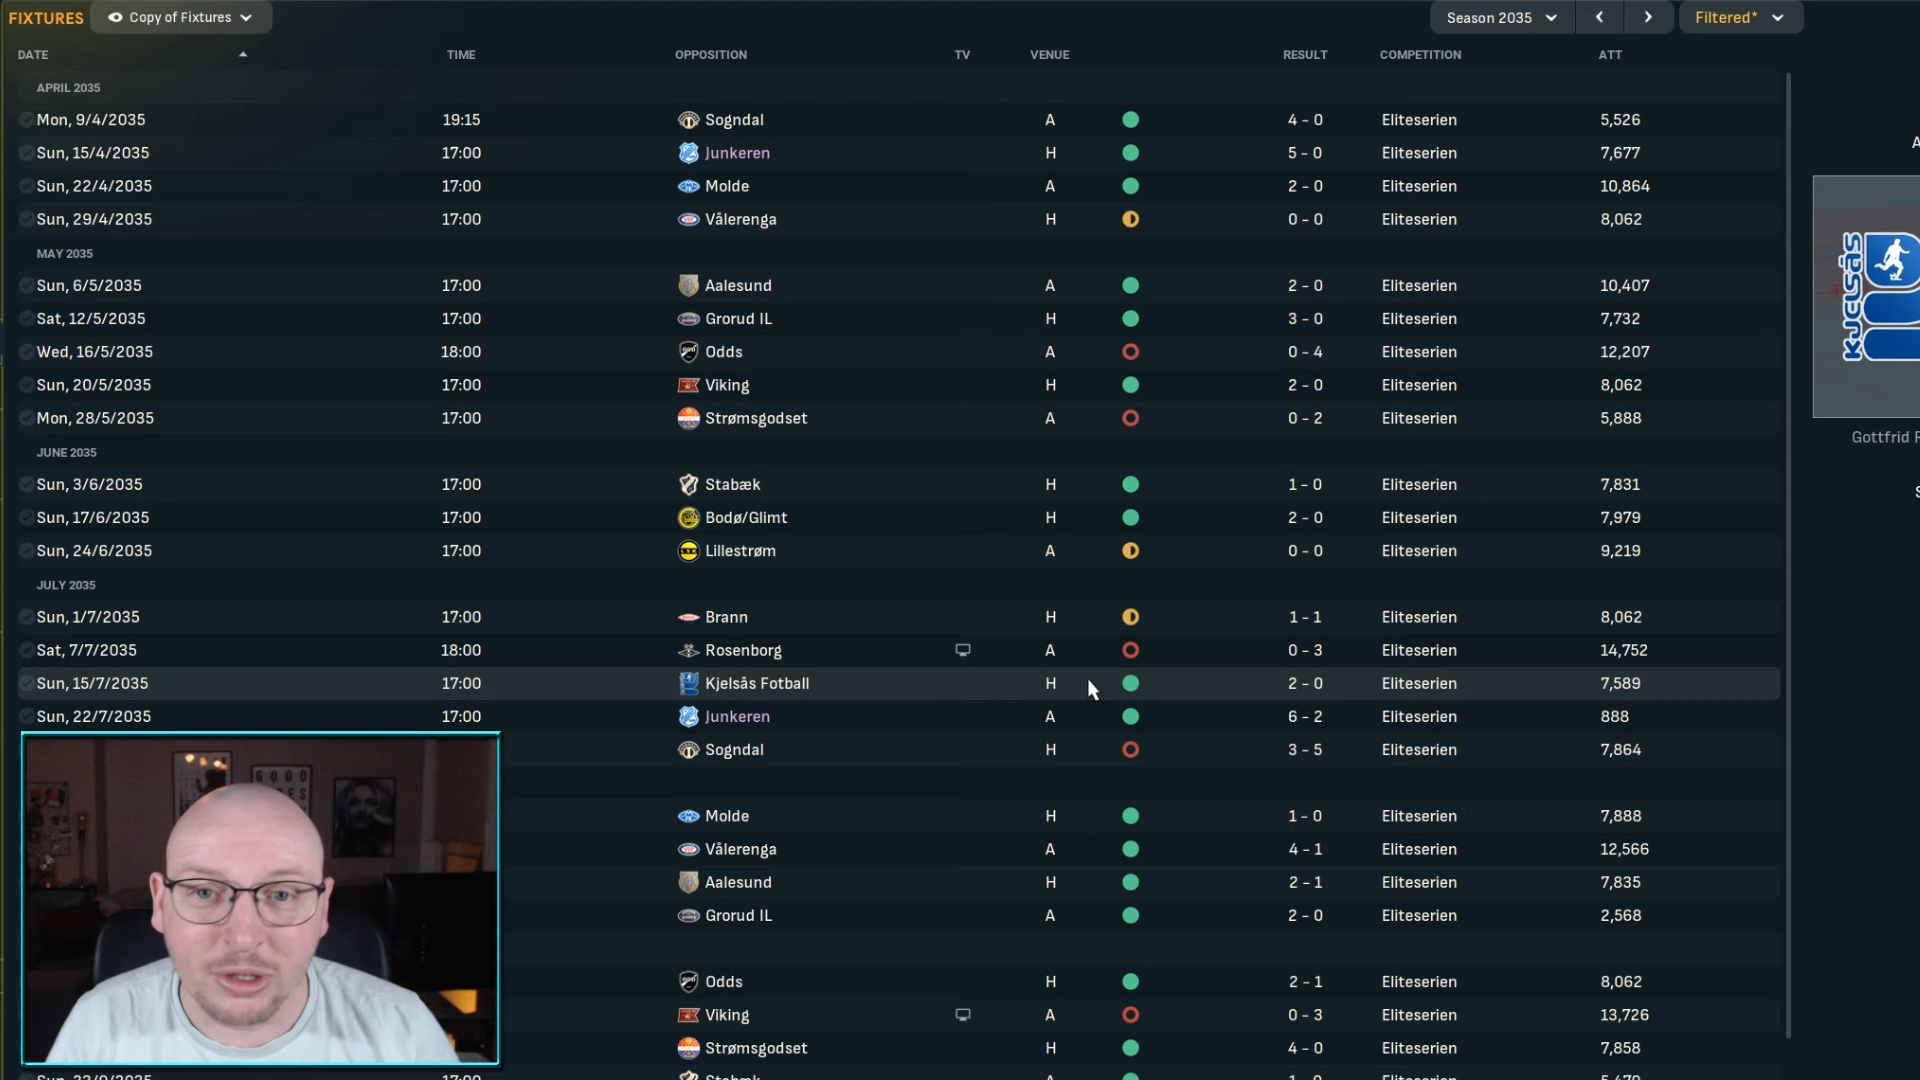 FIXTURES Copy of Fixtures Season 2035 Filtered*
DATE TIME OPPOSITION TV VENUE RESULT COMPETITION ATT
APRIL 2035
Mon, 9/4/2035 19:15 Sogndal A 4 - 0 Eliteserien 5,526
Sun, 15/4/2035 17:00 Junkeren H 5 - 0 Eliteserien 7,677
Sun, 22/4/2035 17:00 Molde A 2 - 0 Eliteserien 10,864
Sun, 29/4/2035 17:00 Vålerenga H 0 - 0 Eliteserien 8,062
MAY 2035
Sun, 6/5/2035 17:00 Aalesund A 2 - 0 Eliteserien 10,407
Sat, 12/5/2035 17:00 Grorud IL H 3 - 0 Eliteserien 7,732
Wed, 16/5/2035 18:00 Odds A 0 - 4 Eliteserien 12,207
Sun, 20/5/2035 17:00 Viking H 2 - 0 Eliteserien 8,062
Mon, 28/5/2035 17:00 Strømsgodset A 0 - 2 Eliteserien 5,888
KJELSÅS
Gottfrid
JUNE 2035
Sun, 3/6/2035 17:00 Stabæk H 1 - 0 Eliteserien 7,831
Sun, 17/6/2035 17:00 Bodø/Glimt H 2 - 0 Eliteserien 7,979
Sun, 24/6/2035 17:00 Lillestrøm A 0 - 0 Eliteserien 9,219
JULY 2035
Sun, 1/7/2035 17:00 Brann H 1 - 1 Eliteserien 8,062
Sat, 7/7/2035 18:00 Rosenborg A 0 - 3 Eliteserien 14,752
Sun, 15/7/2035 17:00 Kjelsås Fotball H 2 - 0 Eliteserien 7,589
Sun, 22/7/2035 17:00 Junkeren A 6 - 2 Eliteserien 888
Sogndal H 3 - 5 Eliteserien 7,864
Molde H 1 - 0 Eliteserien 7,888
Vålerenga A 4 - 1 Eliteserien 12,566
Aalesund H 2 - 1 Eliteserien 7,835
Grorud IL A 2 - 0 Eliteserien 2,568
Odds H 2 - 1 Eliteserien 8,062
Viking A 0 - 3 Eliteserien 13,726
Strømsgodset H 4 - 0 Eliteserien 7,858